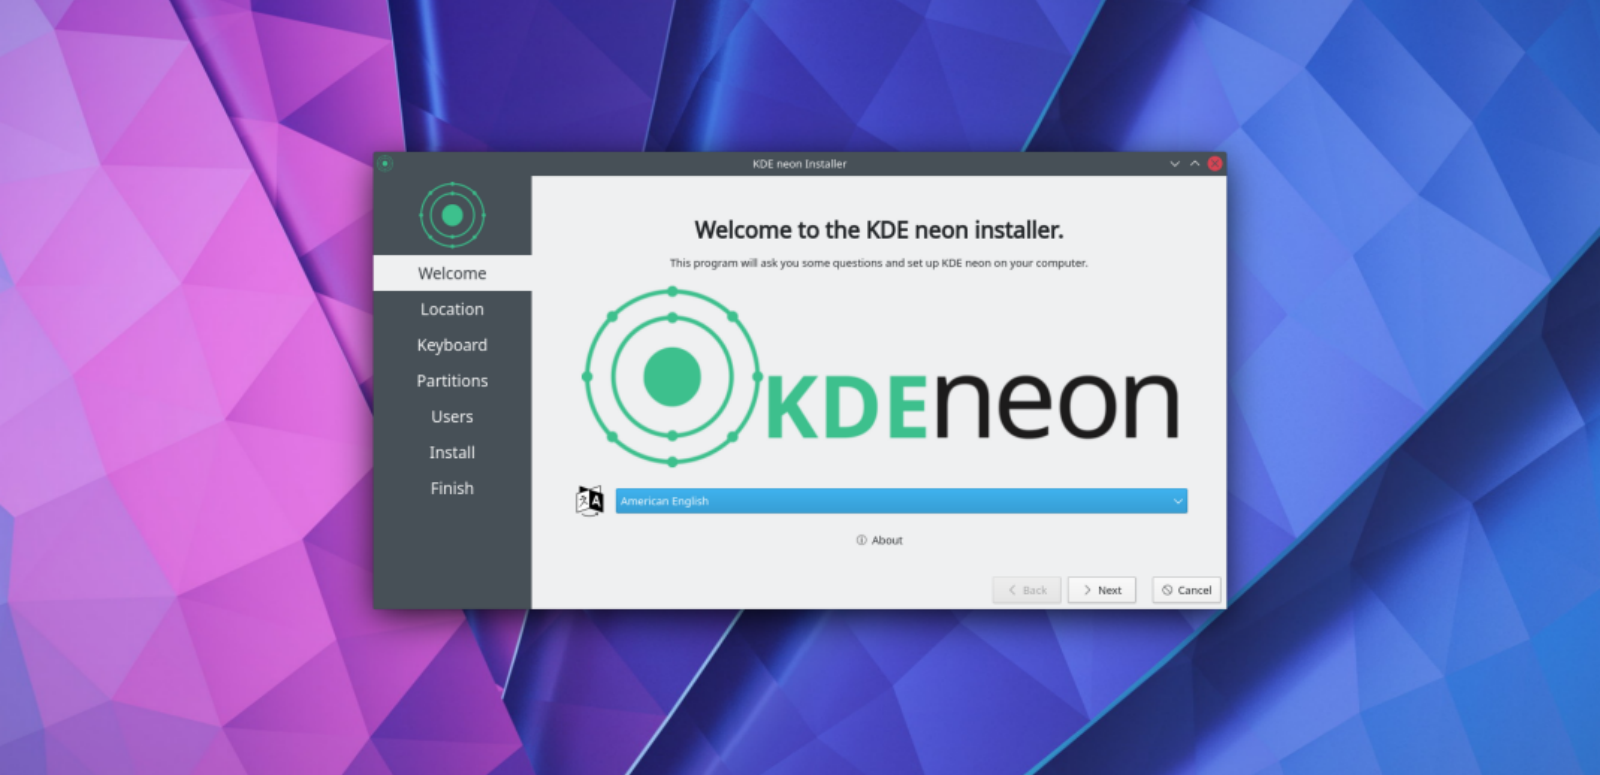 KDE neon Installer
Welcome
Location
Keyboard
Partitions
Users
Install
Finish
Welcome to the KDE neon installer.
This program will ask you some questions and set up KDE neon on your computer.
KDEneon
文A
American English
About
Back
Next
Cancel